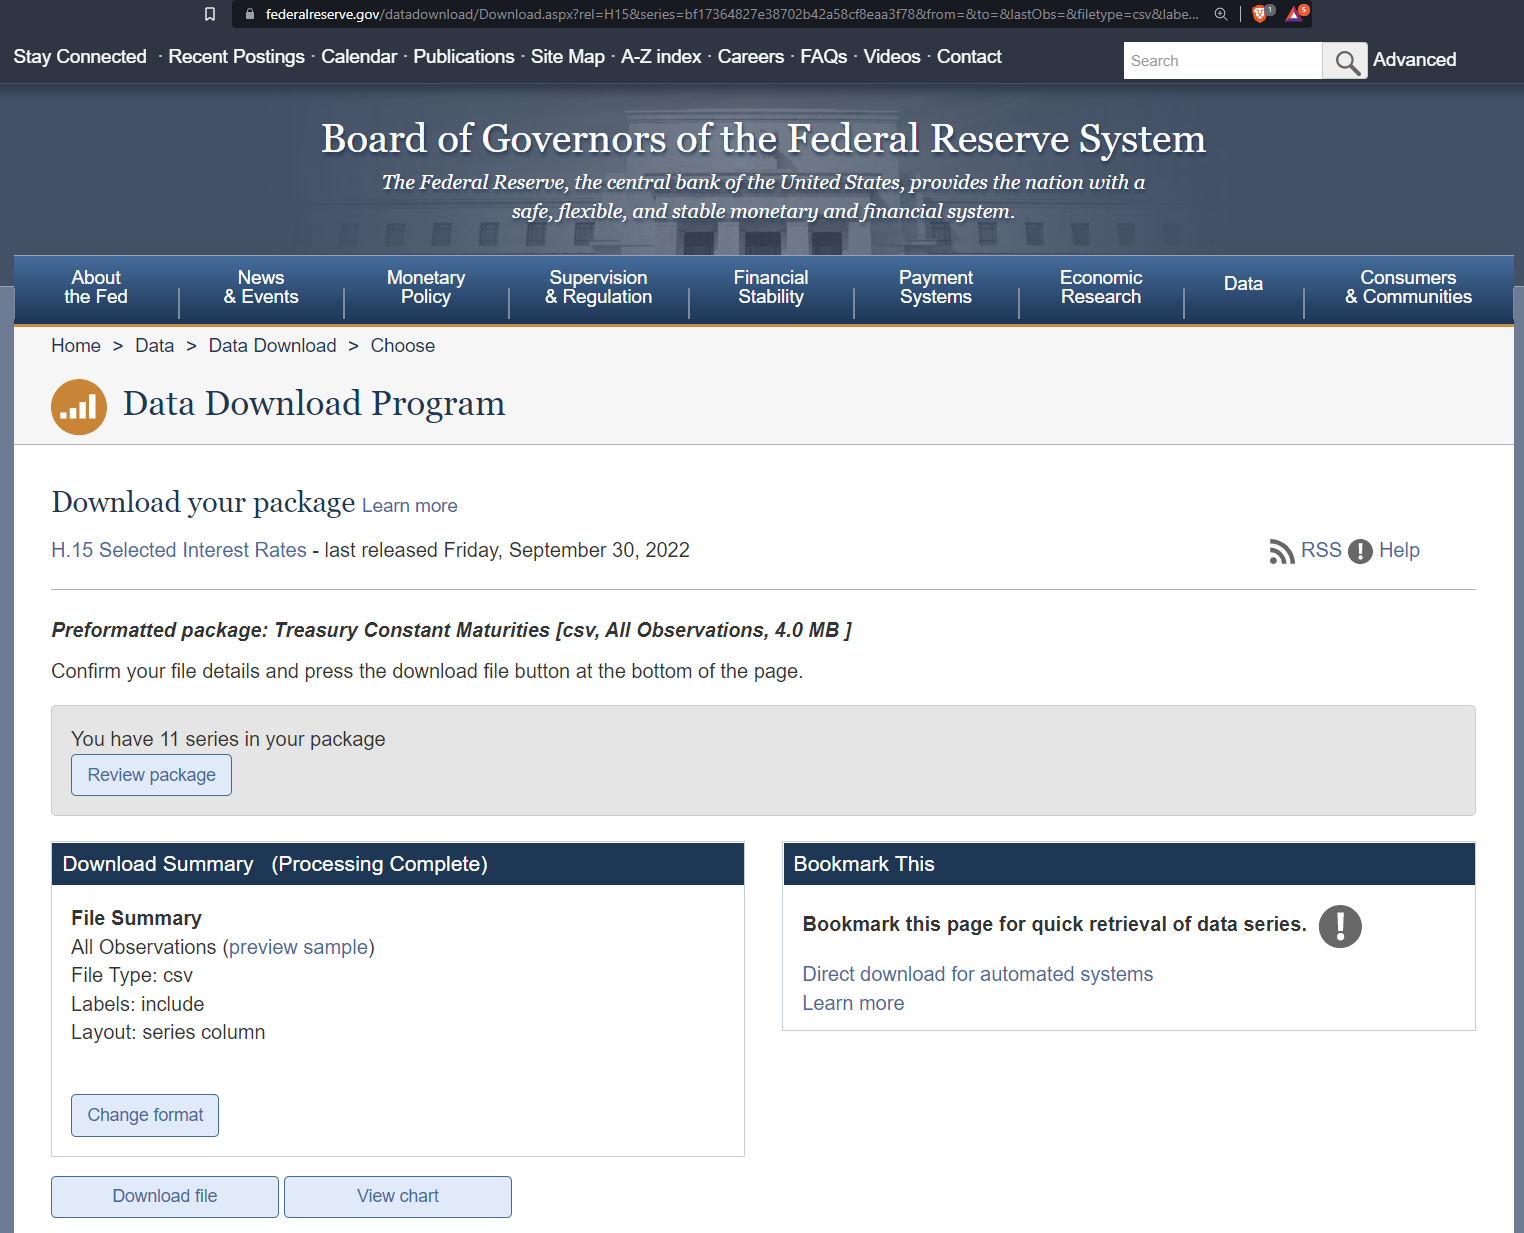 federalreserve.gov/datadownload/Download.aspx?rel=H15&series=bf17364827e38702b42a58cf8eaa3f78&from=&to=&lastObs=&filetype=csv&labe... 1 5
Stay Connected · Recent Postings · Calendar · Publications · Site Map · A-Z index · Careers · FAQs · Videos · Contact Search Advanced
Board of Governors of the Federal Reserve System
The Federal Reserve, the central bank of the United States, provides the nation with a
safe, flexible, and stable monetary and financial system.
About
the Fed
News
& Events
Monetary
Policy
Supervision
& Regulation
Financial
Stability
Payment
Systems
Economic
Research
Data
Consumers
& Communities
Home > Data > Data Download > Choose
Data Download Program
Download your package Learn more
H.15 Selected Interest Rates - last released Friday, September 30, 2022 RSS Help
Preformatted package: Treasury Constant Maturities [csv, All Observations, 4.0 MB ]
Confirm your file details and press the download file button at the bottom of the page.
You have 11 series in your package
Review package
Download Summary (Processing Complete)
File Summary
All Observations (preview sample)
File Type: csv
Labels: include
Layout: series column
Change format
Bookmark This
Bookmark this page for quick retrieval of data series.
Direct download for automated systems
Learn more
Download file View chart